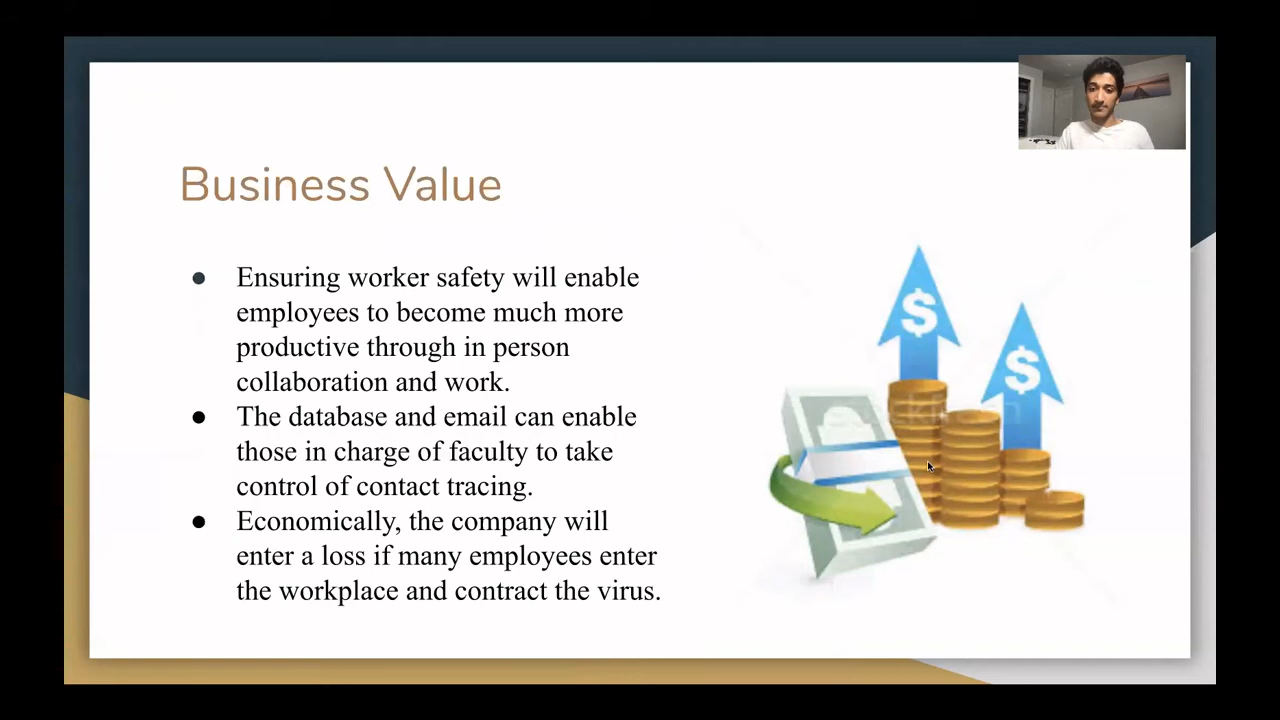 Business Value
● Ensuring worker safety will enable
employees to become much more
productive through in person
collaboration and work.
● The database and email can enable
those in charge of faculty to take
control of contact tracing.
● Economically, the company will
enter a loss if many employees enter
the workplace and contract the virus.
$
$